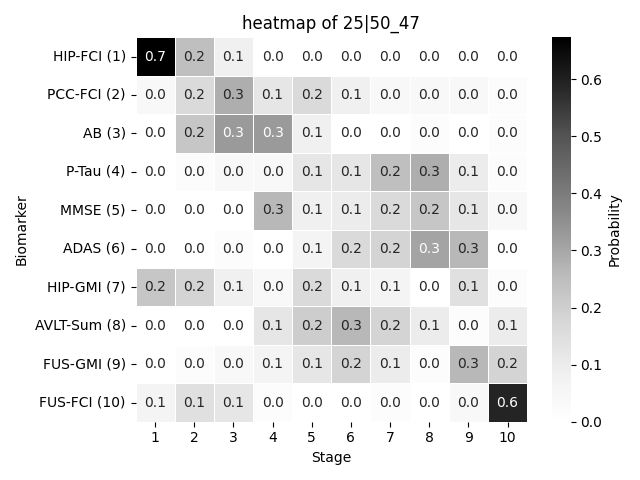 heatmap of 25|50_47
HIP-FCI (1) 0.7 0.2 0.1 0.0 0.0 0.0 0.0 0.0 0.0 0.0
PCC-FCI (2) 0.0 0.2 0.3 0.1 0.2 0.1 0.0 0.0 0.0 0.0
AB (3) 0.0 0.2 0.3 0.3 0.1 0.0 0.0 0.0 0.0 0.0
P-Tau (4) 0.0 0.0 0.0 0.0 0.1 0.1 0.2 0.3 0.1 0.0
MMSE (5) 0.0 0.0 0.0 0.3 0.1 0.1 0.2 0.2 0.1 0.0
ADAS (6) 0.0 0.0 0.0 0.0 0.1 0.2 0.2 0.3 0.3 0.0
HIP-GMI (7) 0.2 0.2 0.1 0.0 0.2 0.1 0.1 0.0 0.1 0.0
AVLT-Sum (8) 0.0 0.0 0.0 0.1 0.2 0.3 0.2 0.1 0.0 0.1
FUS-GMI (9) 0.0 0.0 0.0 0.1 0.1 0.2 0.1 0.0 0.3 0.2
FUS-FCI (10) 0.1 0.1 0.1 0.0 0.0 0.0 0.0 0.0 0.0 0.6
1 2 3 4 5 6 7 8 9 10
Stage
Biomarker
0.6
0.5
0.4
0.3
0.2
0.1
0.0
Probability